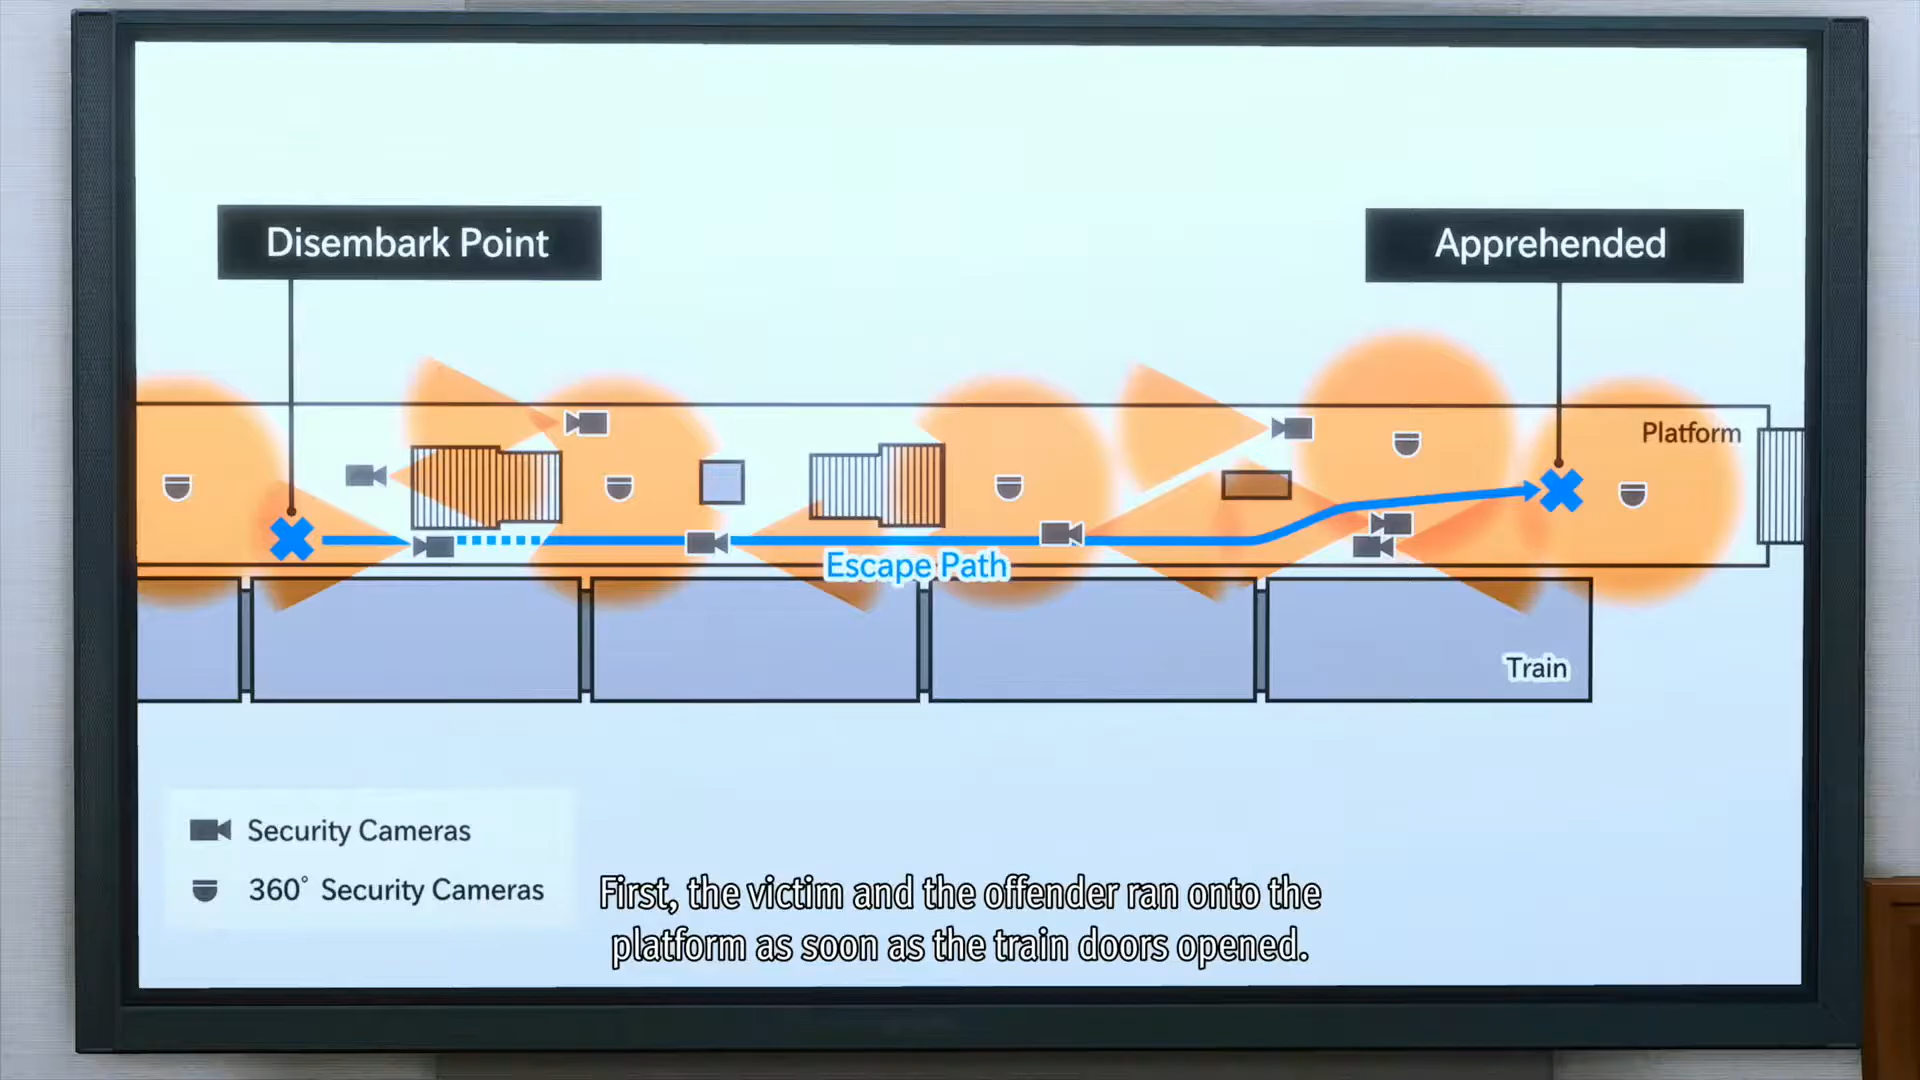 Disembark Point
Apprehended
Platform
Escape Path
Train
Security Cameras
360° Security Cameras
First, the victim and the offender ran onto the
platform as soon as the train doors opened.